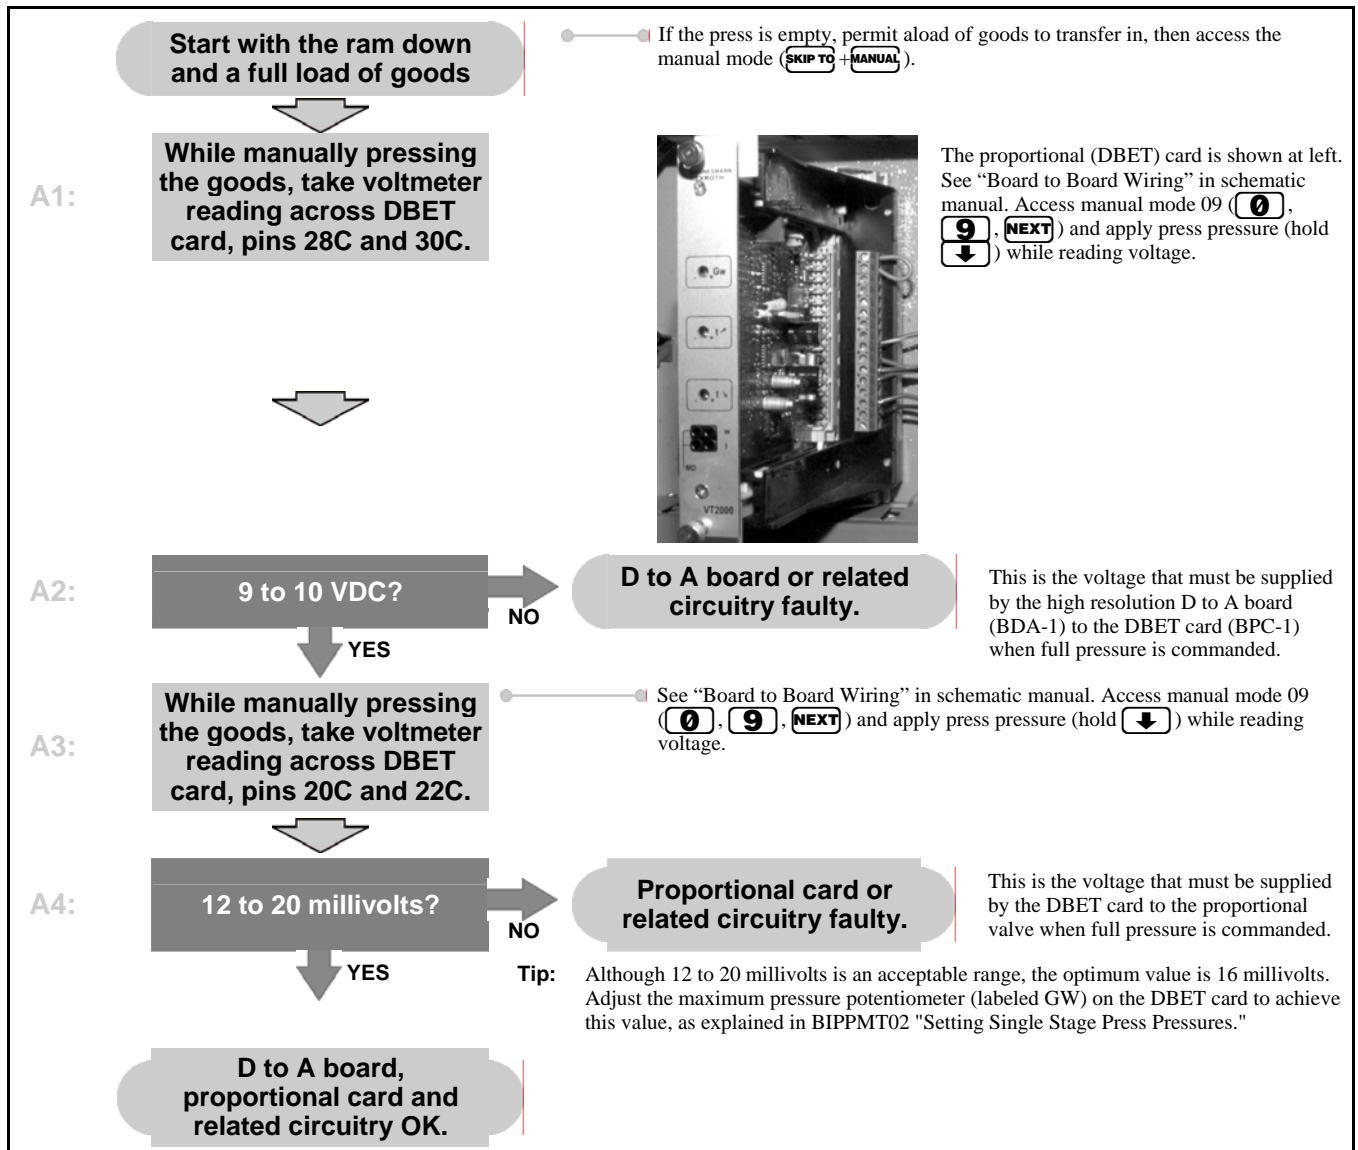 Start with the ram down
and a full load of goods
If the press is empty, permit aload of goods to transfer in, then access the
manual mode (SKIP TO +MANUAL ).
A1:
While manually pressing
the goods, take voltmeter
reading across DBET
card, pins 28C and 30C.
The proportional (DBET) card is shown at left.
See “Board to Board Wiring” in schematic
manual. Access manual mode 09 ( 0 ,
9 , NEXT ) and apply press pressure (hold
⬇ ) while reading voltage.
Gw
MO
VT2000
A2:
9 to 10 VDC?
NO
YES
D to A board or related
circuitry faulty.
This is the voltage that must be supplied
by the high resolution D to A board
(BDA-1) to the DBET card (BPC-1)
when full pressure is commanded.
A3:
While manually pressing
the goods, take voltmeter
reading across DBET
card, pins 20C and 22C.
See “Board to Board Wiring” in schematic manual. Access manual mode 09
( 0 , 9 , NEXT ) and apply press pressure (hold ⬇ ) while reading
voltage.
A4:
12 to 20 millivolts?
NO
YES
Proportional card or
related circuitry faulty.
This is the voltage that must be supplied
by the DBET card to the proportional
valve when full pressure is commanded.
Tip: Although 12 to 20 millivolts is an acceptable range, the optimum value is 16 millivolts.
Adjust the maximum pressure potentiometer (labeled GW) on the DBET card to achieve
this value, as explained in BIPPMT02 "Setting Single Stage Press Pressures."
D to A board,
proportional card and
related circuitry OK.